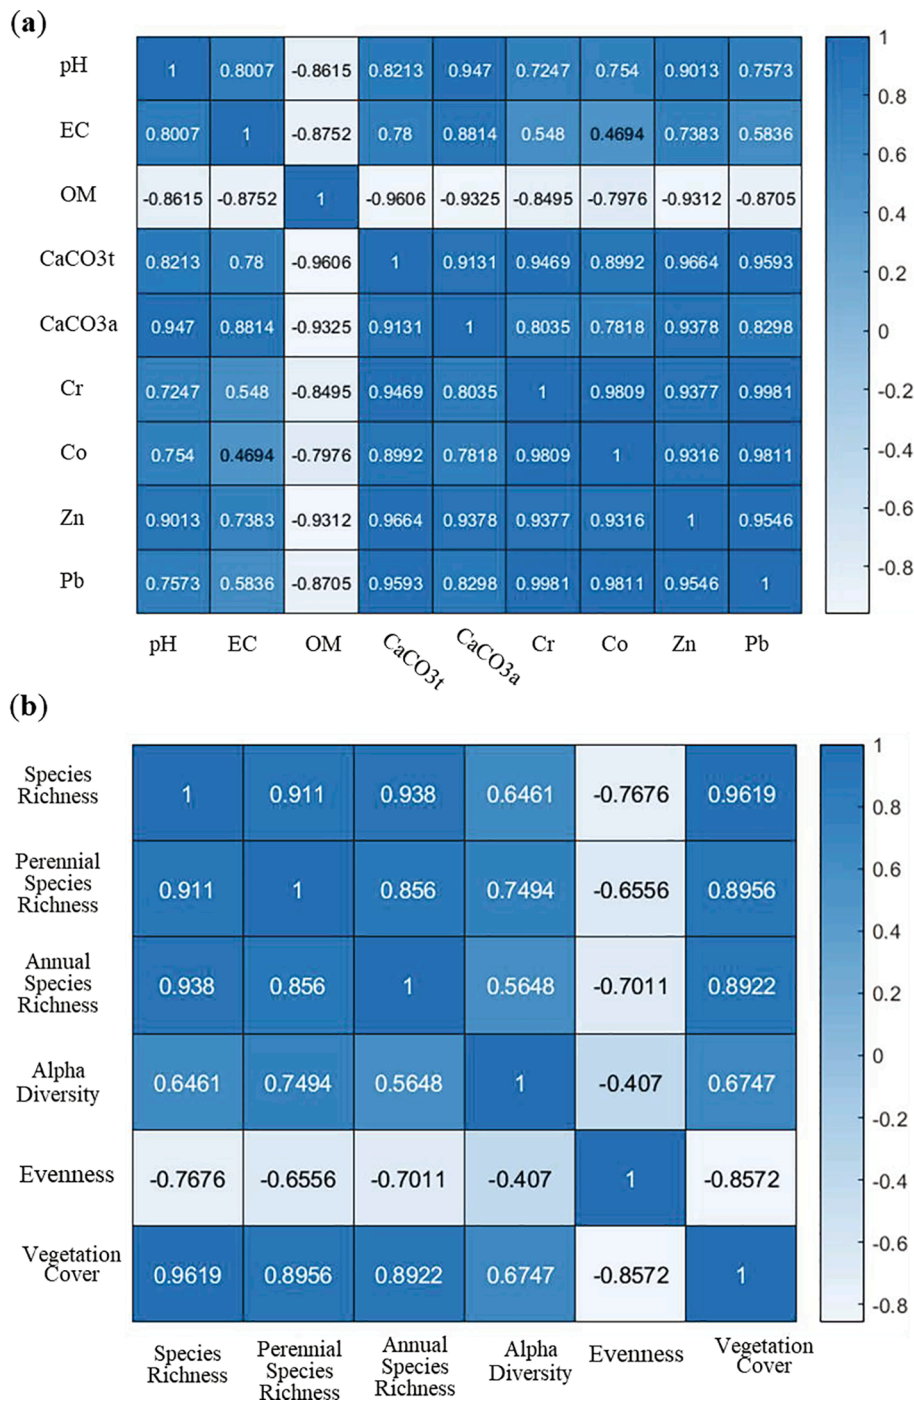 (a)
pH 1 0.8007 -0.8615 0.8213 0.947 0.7247 0.754 0.9013 0.7573
EC 0.8007 1 -0.8752 0.78 0.8814 0.548 0.4694 0.7383 0.5836
OM -0.8615 -0.8752 1 -0.9606 -0.9325 -0.8495 -0.7976 -0.9312 -0.8705
CaCO3t 0.8213 0.78 -0.9606 1 0.9131 0.9469 0.8992 0.9664 0.9593
CaCO3a 0.947 0.8814 -0.9325 0.9131 1 0.8035 0.7818 0.9378 0.8298
Cr 0.7247 0.548 -0.8495 0.9469 0.8035 1 0.9809 0.9377 0.9981
Co 0.754 0.4694 -0.7976 0.8992 0.7818 0.9809 1 0.9316 0.9811
Zn 0.9013 0.7383 -0.9312 0.9664 0.9378 0.9377 0.9316 1 0.9546
Pb 0.7573 0.5836 -0.8705 0.9593 0.8298 0.9981 0.9811 0.9546 1
pH EC OM CaCO3t CaCO3a Cr Co Zn Pb
1
0.8
0.6
0.4
0.2
0
-0.2
-0.4
-0.6
-0.8
(b)
Species
Richness
1 0.911 0.938 0.6461 -0.7676 0.9619
Perennial
Species
Richness
0.911 1 0.856 0.7494 -0.6556 0.8956
Annual
Species
Richness
0.938 0.856 1 0.5648 -0.7011 0.8922
Alpha
Diversity
0.6461 0.7494 0.5648 1 -0.407 0.6747
Evenness
-0.7676 -0.6556 -0.7011 -0.407 1 -0.8572
Vegetation
Cover
0.9619 0.8956 0.8922 0.6747 -0.8572 1
Species
Richness
Perennial
Species
Richness
Annual
Species
Richness
Alpha
Diversity
Evenness
Vegetation
Cover
1
0.8
0.6
0.4
0.2
0
-0.2
-0.4
-0.6
-0.8